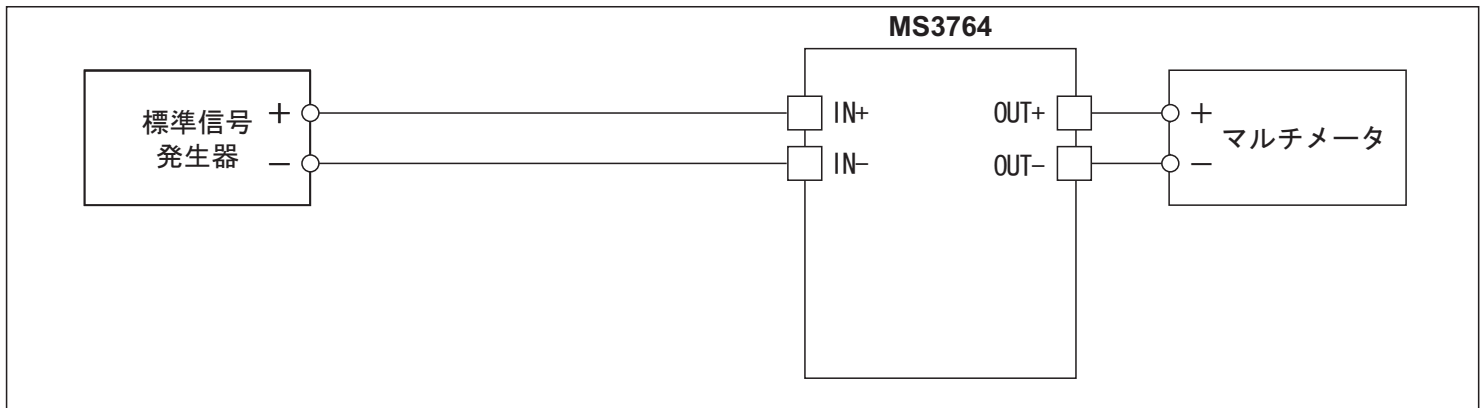 MS3764
標準信号
発生器
+
−
IN+
IN−
OUT+
OUT−
+
−
マルチメータ